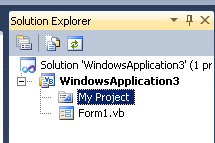 Solution Explorer
Solution 'WindowsApplication3' (1 pr
WindowsApplication3
My Project
Form1.vb